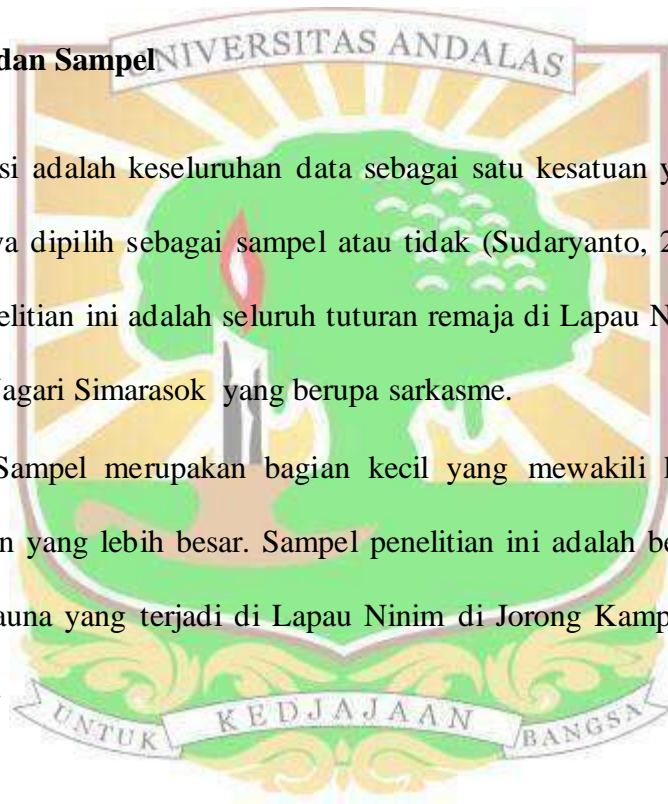 dan Sampel
UNIVERSITAS ANDALAS
si adalah keseluruhan data sebagai satu kesatuan
dipilih sebagai sampel atau tidak (Sudaryanto, 2
elitian ini adalah seluruh tuturan remaja di Lapau N
Nagari Simarasok yang berupa sarkasme.
Sampel merupakan bagian kecil yang mewakili
n yang lebih besar. Sampel penelitian ini adalah be
auna yang terjadi di Lapau Ninim di Jorong Kamp
UNTUK KEDJAJAAN BANGSA